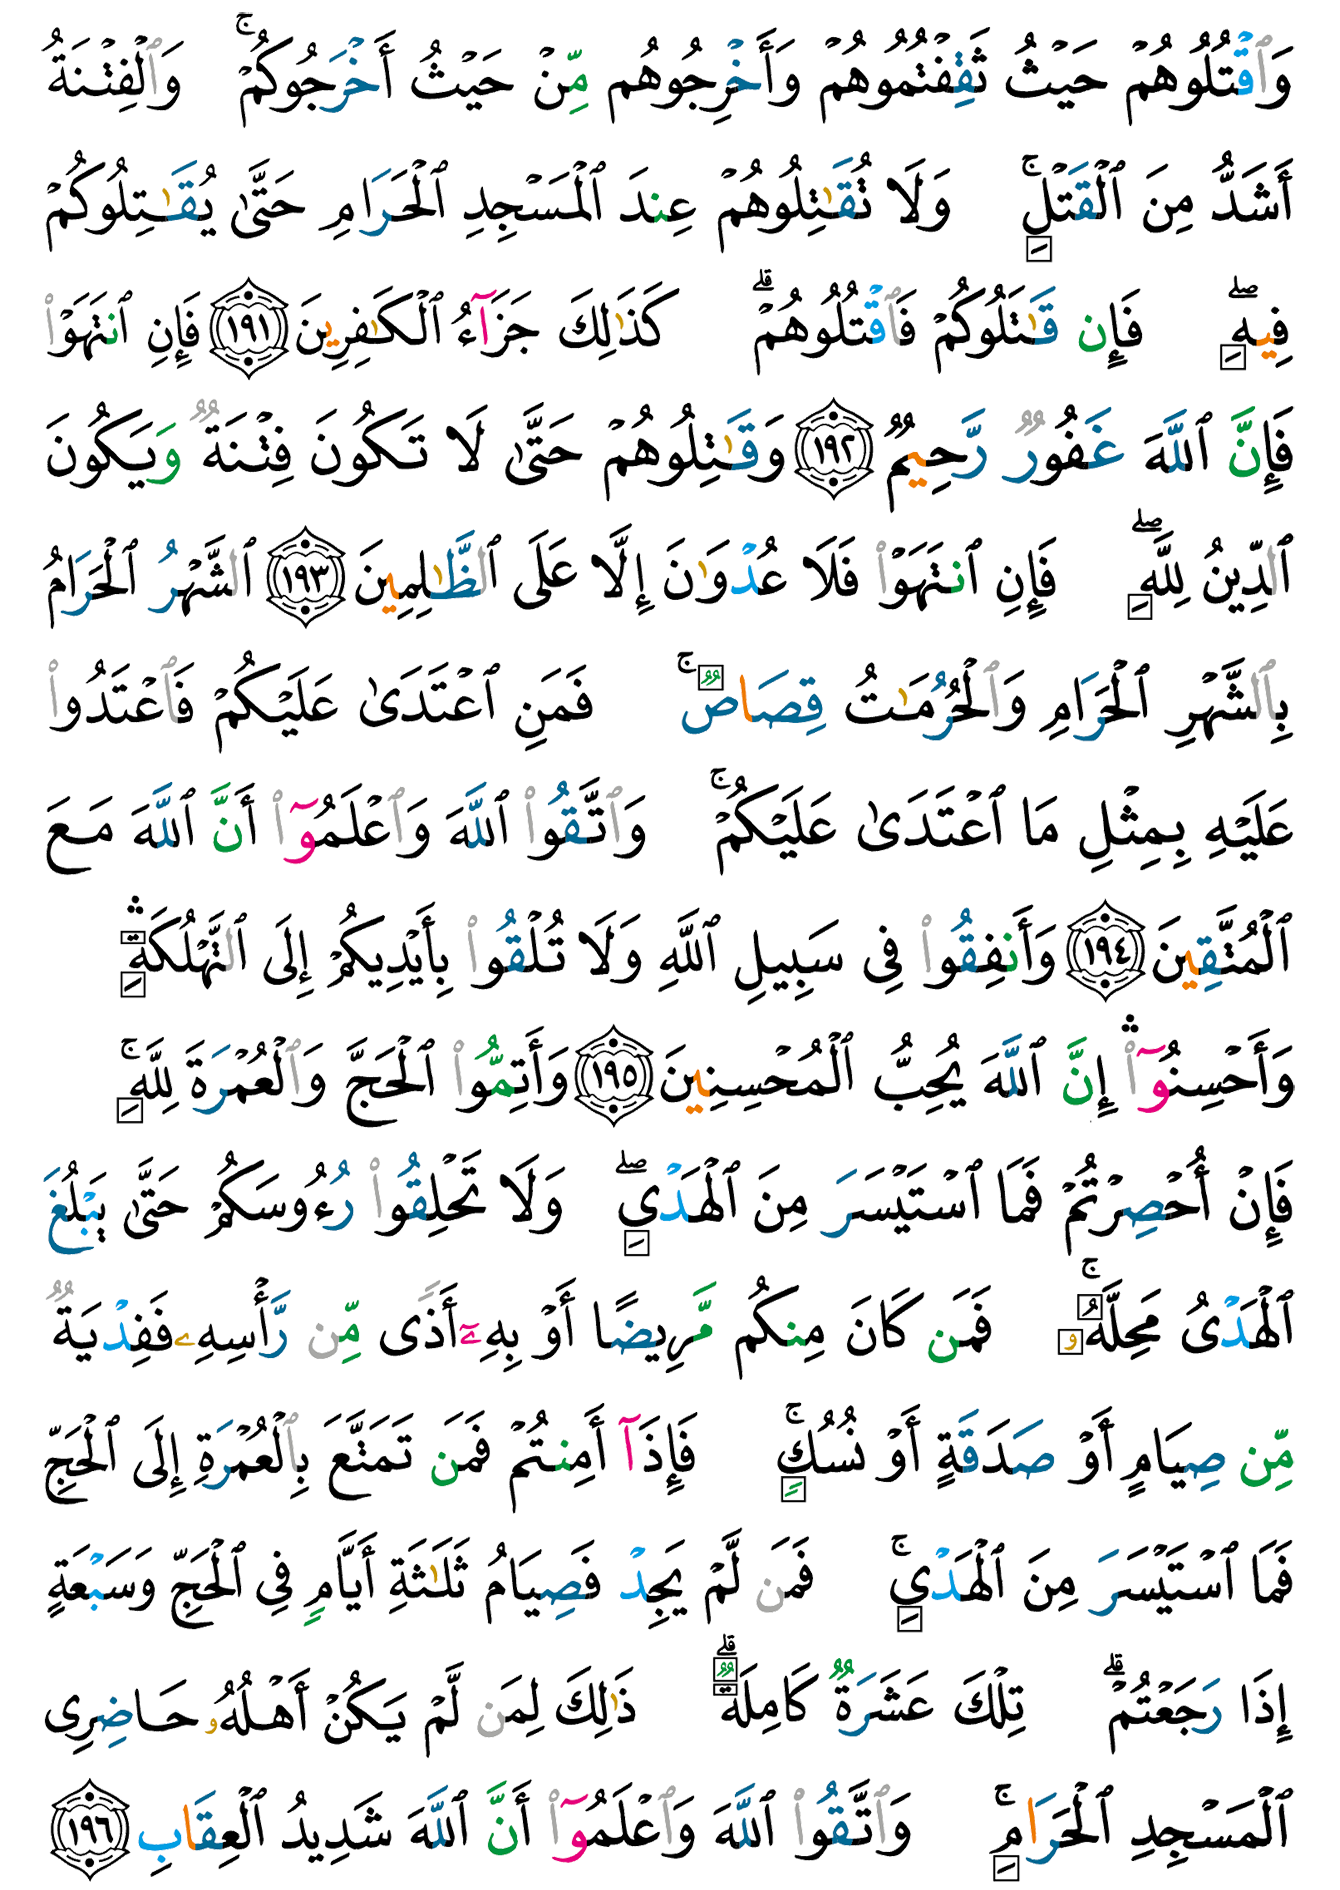 وَٱقْتُلُوهُمْ حَيْثُ ثَقِفْتُمُوهُمْ وَأَخْرِجُوهُم مِّنْ حَيْثُ أَخْرَجُوكُمْ ۚ وَٱلْفِتْنَةُ
أَشَدُّ مِنَ ٱلْقَتْلِ ۚ وَلَا تُقَـٰتِلُوهُمْ عِندَ ٱلْمَسْجِدِ ٱلْحَرَامِ حَتَّىٰ يُقَـٰتِلُوكُمْ
فِيهِ ۖ فَإِن قَـٰتَلُوكُمْ فَٱقْتُلُوهُمْ ۗ كَذَٰلِكَ جَزَآءُ ٱلْكَـٰفِرِينَ ١٩١ فَإِنِ ٱنتَهَوْا۟
فَإِنَّ ٱللَّهَ غَفُورٌ رَّحِيمٌ ١٩٢ وَقَـٰتِلُوهُمْ حَتَّىٰ لَا تَكُونَ فِتْنَةٌ وَيَكُونَ
ٱلدِّينُ لِلَّهِ ۖ فَإِنِ ٱنتَهَوْا۟ فَلَا عُدْوَٰنَ إِلَّا عَلَى ٱلظَّـٰلِمِينَ ١٩٣ ٱلشَّهْرُ ٱلْحَرَامُ
بِٱلشَّهْرِ ٱلْحَرَامِ وَٱلْحُرُمَـٰتُ قِصَاصٌ ۚ فَمَنِ ٱعْتَدَىٰ عَلَيْكُمْ فَٱعْتَدُوا۟
عَلَيْهِ بِمِثْلِ مَا ٱعْتَدَىٰ عَلَيْكُمْ ۚ وَٱتَّقُوا۟ ٱللَّهَ وَٱعْلَمُوٓا۟ أَنَّ ٱللَّهَ مَعَ
ٱلْمُتَّقِينَ ١٩٤ وَأَنفِقُوا۟ فِى سَبِيلِ ٱللَّهِ وَلَا تُلْقُوا۟ بِأَيْدِيكُمْ إِلَى ٱلتَّهْلُكَةِ ۛ
وَأَحْسِنُوٓا۟ ۛ إِنَّ ٱللَّهَ يُحِبُّ ٱلْمُحْسِنِينَ ١٩٥ وَأَتِمُّوا۟ ٱلْحَجَّ وَٱلْعُمْرَةَ لِلَّهِ ۚ
فَإِنْ أُحْصِرْتُمْ فَمَا ٱسْتَيْسَرَ مِنَ ٱلْهَدْىِ ۖ وَلَا تَحْلِقُوا۟ رُءُوسَكُمْ حَتَّىٰ يَبْلُغَ
ٱلْهَدْىُ مَحِلَّهُۥ ۚ فَمَن كَانَ مِنكُم مَّرِيضًا أَوْ بِهِۦٓ أَذًى مِّن رَّأْسِهِۦ فَفِدْيَةٌ
مِّن صِيَامٍ أَوْ صَدَقَةٍ أَوْ نُسُكٍ ۚ فَإِذَآ أَمِنتُمْ فَمَن تَمَتَّعَ بِٱلْعُمْرَةِ إِلَى ٱلْحَجِّ
فَمَا ٱسْتَيْسَرَ مِنَ ٱلْهَدْىِ ۚ فَمَن لَّمْ يَجِدْ فَصِيَامُ ثَلَـٰثَةِ أَيَّامٍ فِى ٱلْحَجِّ وَسَبْعَةٍ
إِذَا رَجَعْتُمْ ۗ تِلْكَ عَشَرَةٌ كَامِلَةٌ ۗ ذَٰلِكَ لِمَن لَّمْ يَكُنْ أَهْلُهُۥ حَاضِرِى
ٱلْمَسْجِدِ ٱلْحَرَامِ ۚ وَٱتَّقُوا۟ ٱللَّهَ وَٱعْلَمُوٓا۟ أَنَّ ٱللَّهَ شَدِيدُ ٱلْعِقَابِ ١٩٦